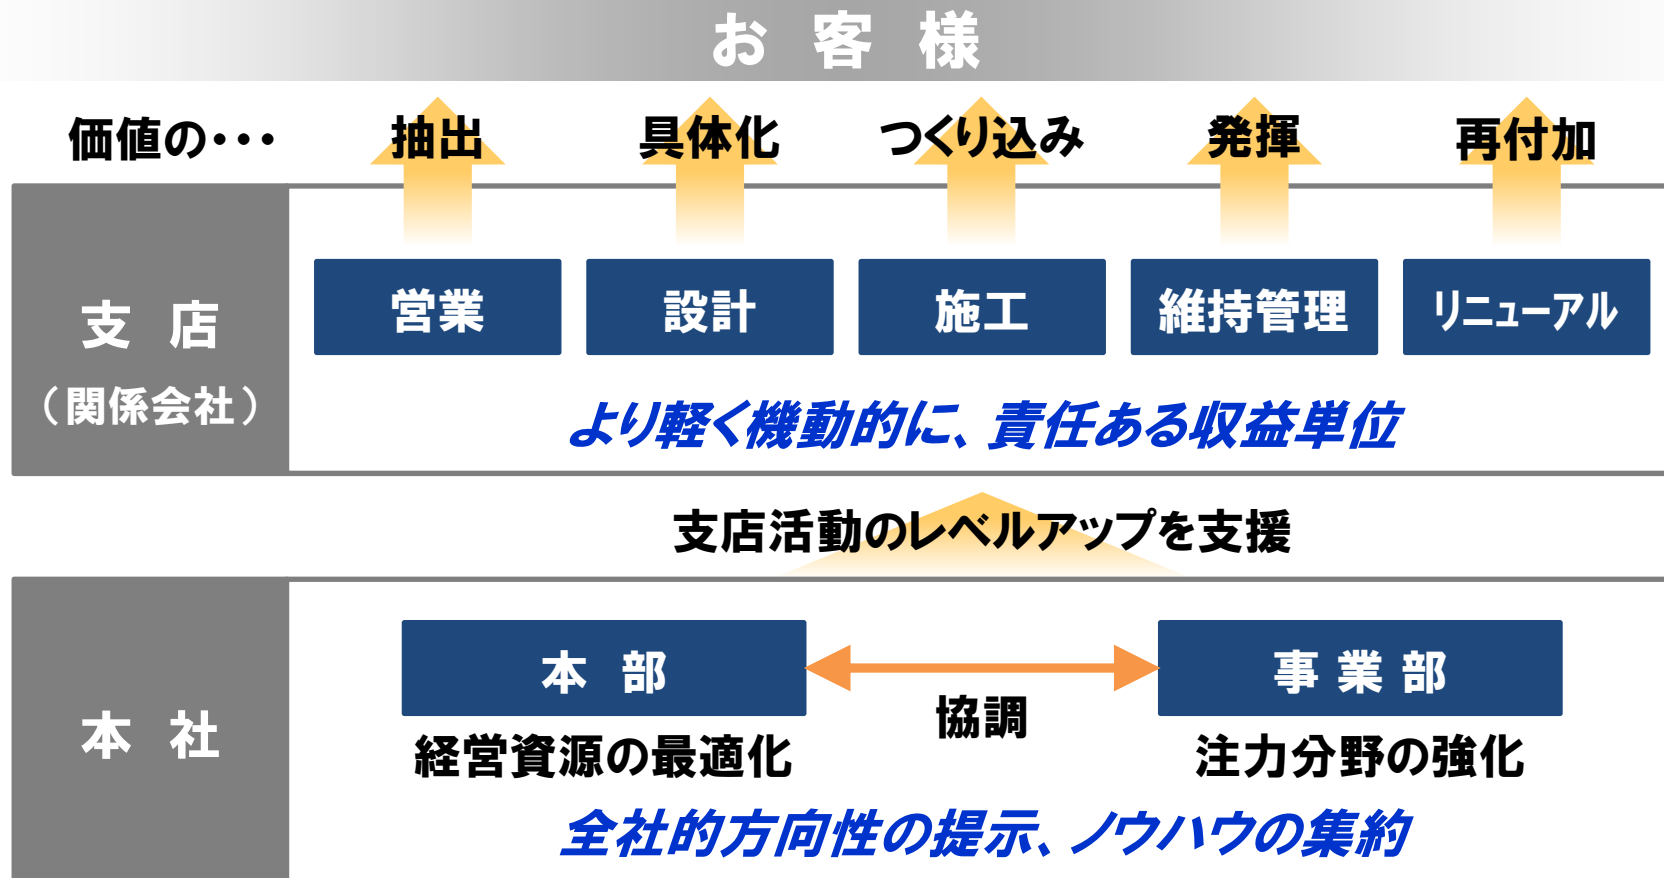 お客様
価値の・・・ 抽出 具体化 つくり込み 発揮 再付加
支店
（関係会社）
営業 設計 施工 維持管理 リニューアル
より軽く機動的に、責任ある収益単位
支店活動のレベルアップを支援
本社
本部 事業部
協調
経営資源の最適化 注力分野の強化
全社的方向性の提示、ノウハウの集約